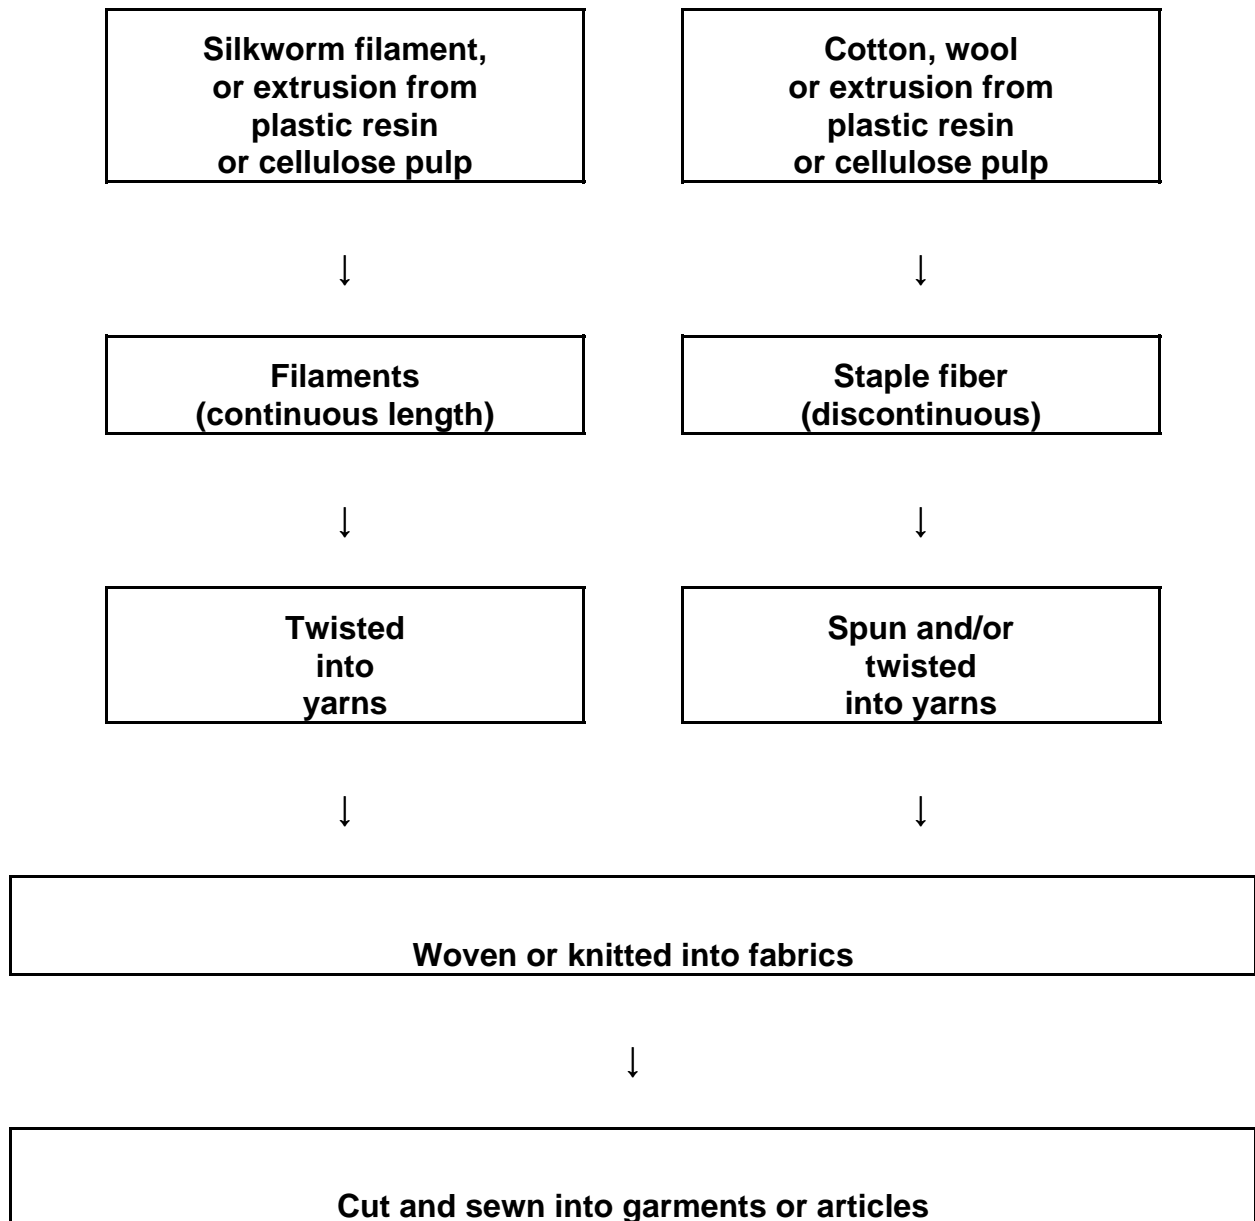 Silkworm filament,
or extrusion from
plastic resin
or cellulose pulp
Cotton, wool
or extrusion from
plastic resin
or cellulose pulp
↓
↓
Filaments
(continuous length)
Staple fiber
(discontinuous)
↓
↓
Twisted
into
yarns
Spun and/or
twisted
into yarns
↓
↓
Woven or knitted into fabrics
↓
Cut and sewn into garments or articles